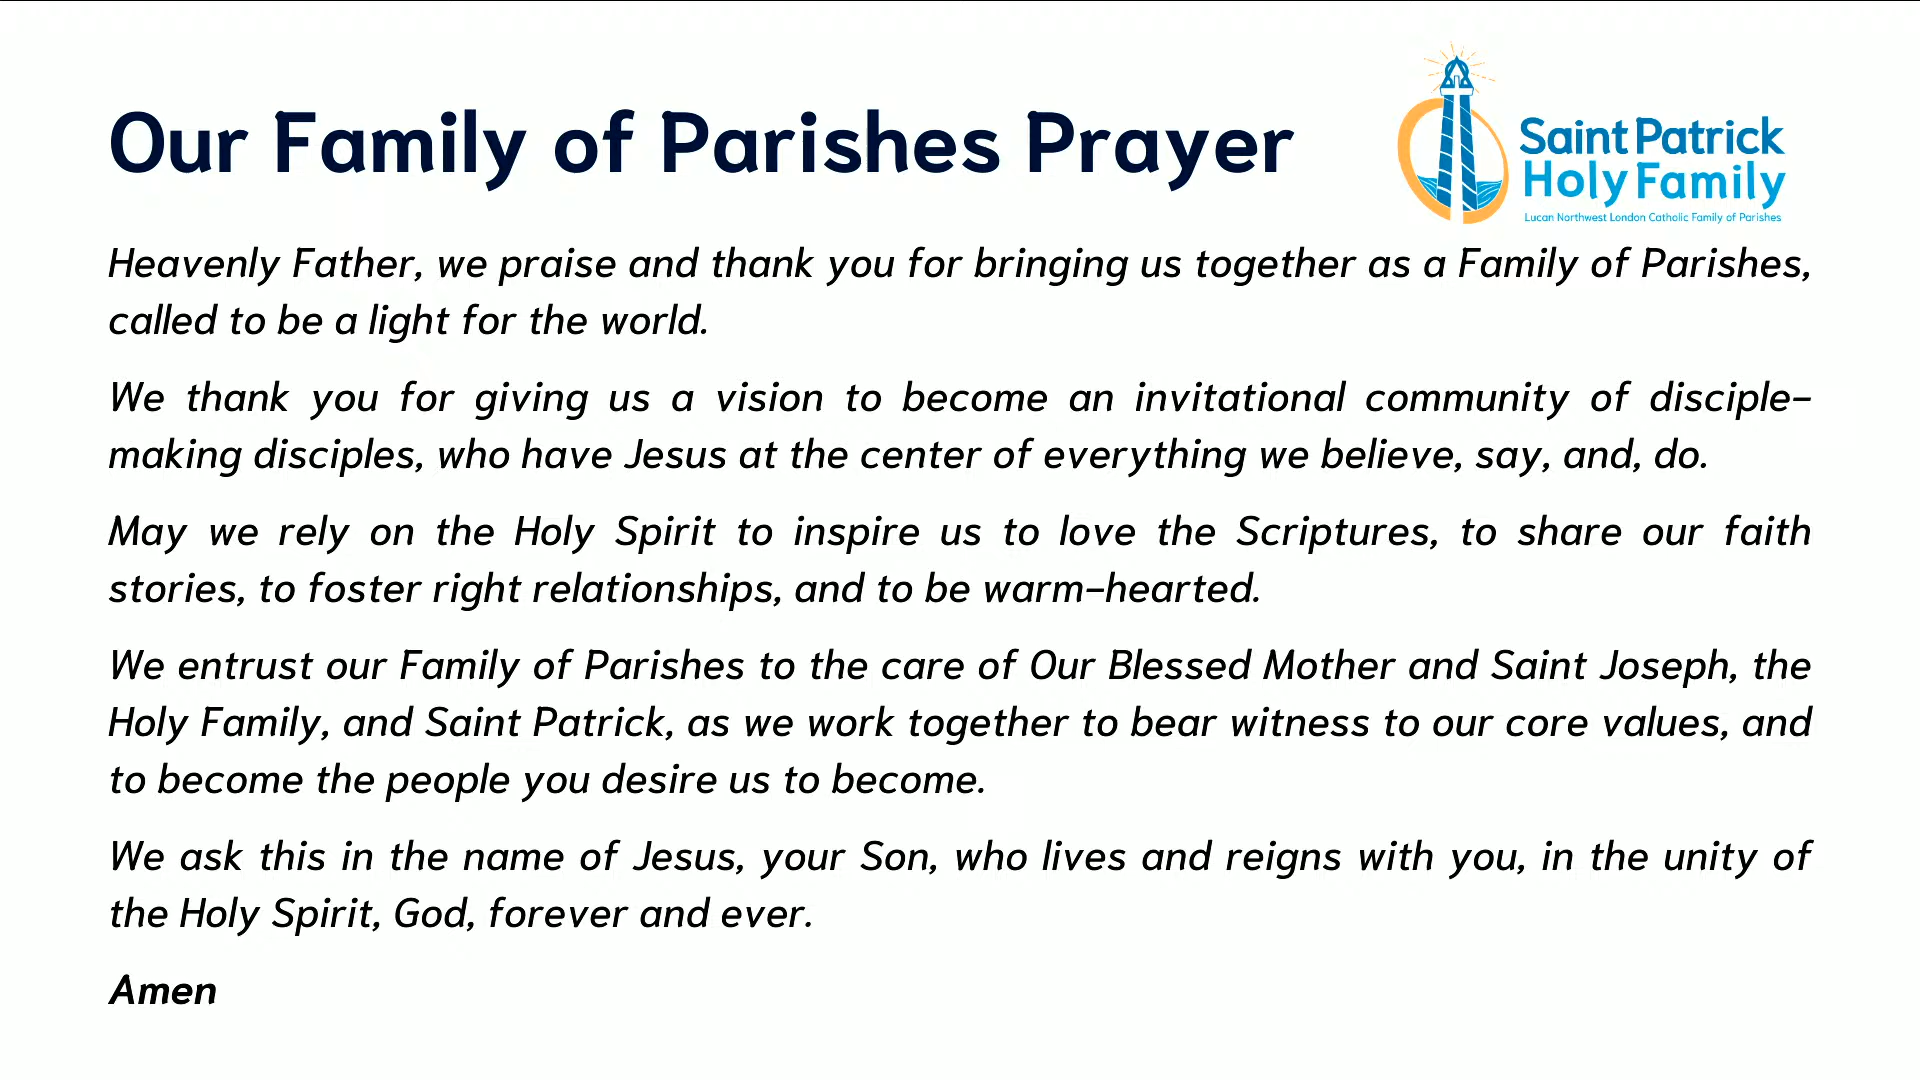 Our Family of Parishes Prayer
Saint Patrick
Holy Family
Lucan Northwest London Catholic Family of Parishes
Heavenly Father, we praise and thank you for bringing us together as a Family of Parishes,
called to be a light for the world.
We thank you for giving us a vision to become an invitational community of disciple-
making disciples, who have Jesus at the center of everything we believe, say, and, do.
May we rely on the Holy Spirit to inspire us to love the Scriptures, to share our faith
stories, to foster right relationships, and to be warm-hearted.
We entrust our Family of Parishes to the care of Our Blessed Mother and Saint Joseph, the
Holy Family, and Saint Patrick, as we work together to bear witness to our core values, and
to become the people you desire us to become.
We ask this in the name of Jesus, your Son, who lives and reigns with you, in the unity of
the Holy Spirit, God, forever and ever.
Amen